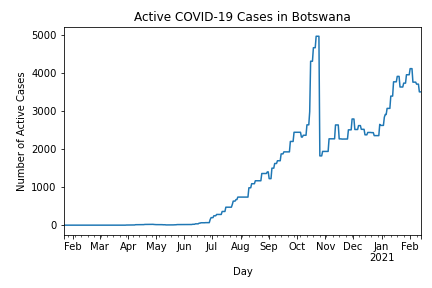 Active COVID-19 Cases in Botswana
5000
4000
3000
2000
1000
0
Number of Active Cases
Feb Mar Apr May Jun Jul Aug Sep Oct Nov Dec Jan Feb
2021
Day